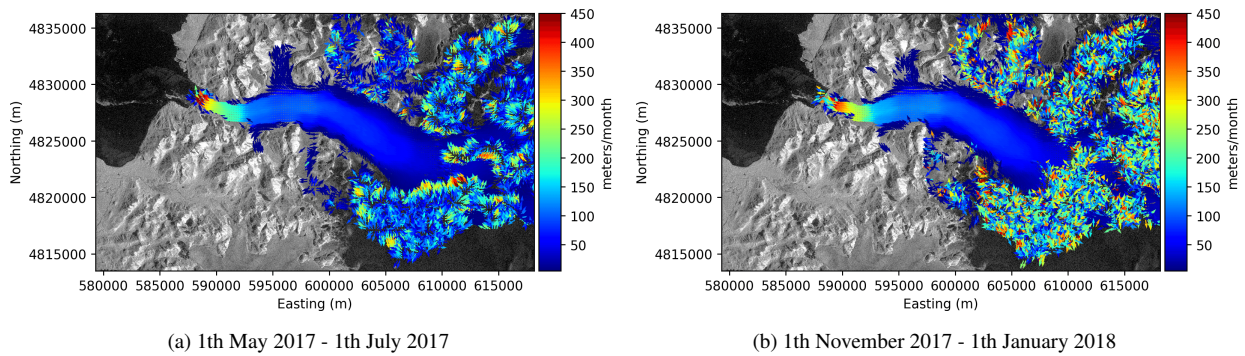 4835000
4830000
4825000
4820000
4815000
Northing (m)
580000 585000 590000 595000 600000 605000 610000 615000
Easting (m)
450
400
350
300
250
200
150
100
50
meters/month
(a) 1th May 2017 - 1th July 2017
4835000
4830000
4825000
4820000
4815000
Northing (m)
580000 585000 590000 595000 600000 605000 610000 615000
Easting (m)
450
400
350
300
250
200
150
100
50
meters/month
(b) 1th November 2017 - 1th January 2018